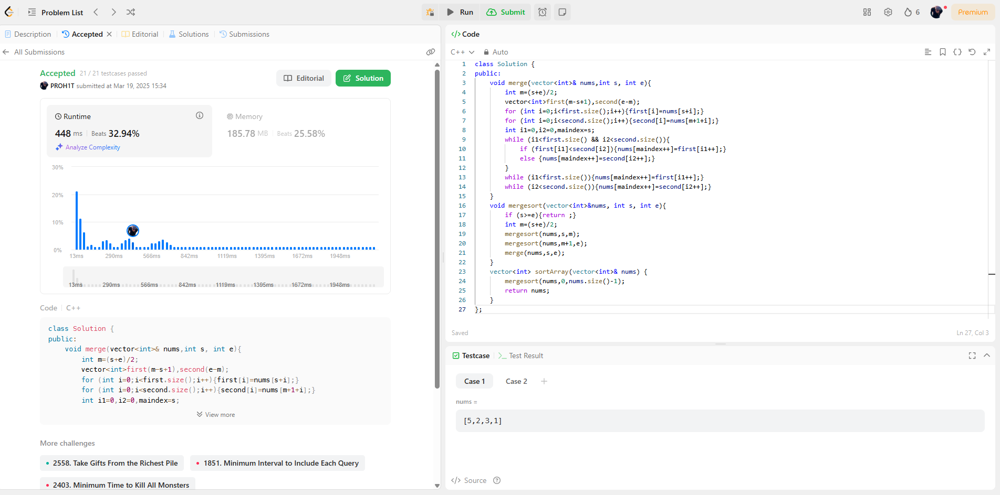 Problem List
Run
Submit
6
Premium
Description
Accepted
Editorial
Solutions
Submissions
All Submissions
Accepted 21 / 21 testcases passed
PROH1T submitted at Mar 19, 2025 15:34
Editorial
Solution
Runtime
448 ms Beats 32.94%
Analyze Complexity
Memory
185.78 MB Beats 25.58%
30%
20%
10%
0%
13ms 290ms 566ms 842ms 1119ms 1395ms 1672ms 1948ms
13ms 290ms 566ms 842ms 1119ms 1395ms 1672ms 1948ms
Code C++
class Solution {
public:
    void merge(vector<int>& nums,int s, int e){
        int m=(s+e)/2;
        vector<int>first(m-s+1),second(e-m);
        for (int i=0;i<first.size();i++){first[i]=nums[s+i];}
        for (int i=0;i<second.size();i++){second[i]=nums[m+1+i];}
        int i1=0,i2=0,maindex=s;
View more
More challenges
2558. Take Gifts From the Richest Pile
1851. Minimum Interval to Include Each Query
2403. Minimum Time to Kill All Monsters
</> Code
C++ Auto
1 class Solution {
2 public:
3     void merge(vector<int>& nums,int s, int e){
4         int m=(s+e)/2;
5         vector<int>first(m-s+1),second(e-m);
6         for (int i=0;i<first.size();i++){first[i]=nums[s+i];}
7         for (int i=0;i<second.size();i++){second[i]=nums[m+1+i];}
8         int i1=0,i2=0,maindex=s;
9         while (i1<first.size() && i2<second.size()){
10             if (first[i1]<second[i2]){nums[maindex++]=first[i1++];}
11             else {nums[maindex++]=second[i2++];}
12         }
13         while (i1<first.size()){nums[maindex++]=first[i1++];}
14         while (i2<second.size()){nums[maindex++]=second[i2++];}
15     }
16     void mergesort(vector<int>&nums, int s, int e){
17         if (s>=e){return ;}
18         int m=(s+e)/2;
19         mergesort(nums,s,m);
20         mergesort(nums,m+1,e);
21         merge(nums,s,e);
22     }
23     vector<int> sortArray(vector<int>& nums) {
24         mergesort(nums,0,nums.size()-1);
25         return nums;
26     }
27 };
Saved
Ln 27, Col 3
Testcase
Test Result
Case 1
Case 2
nums =
[5,2,3,1]
</> Source